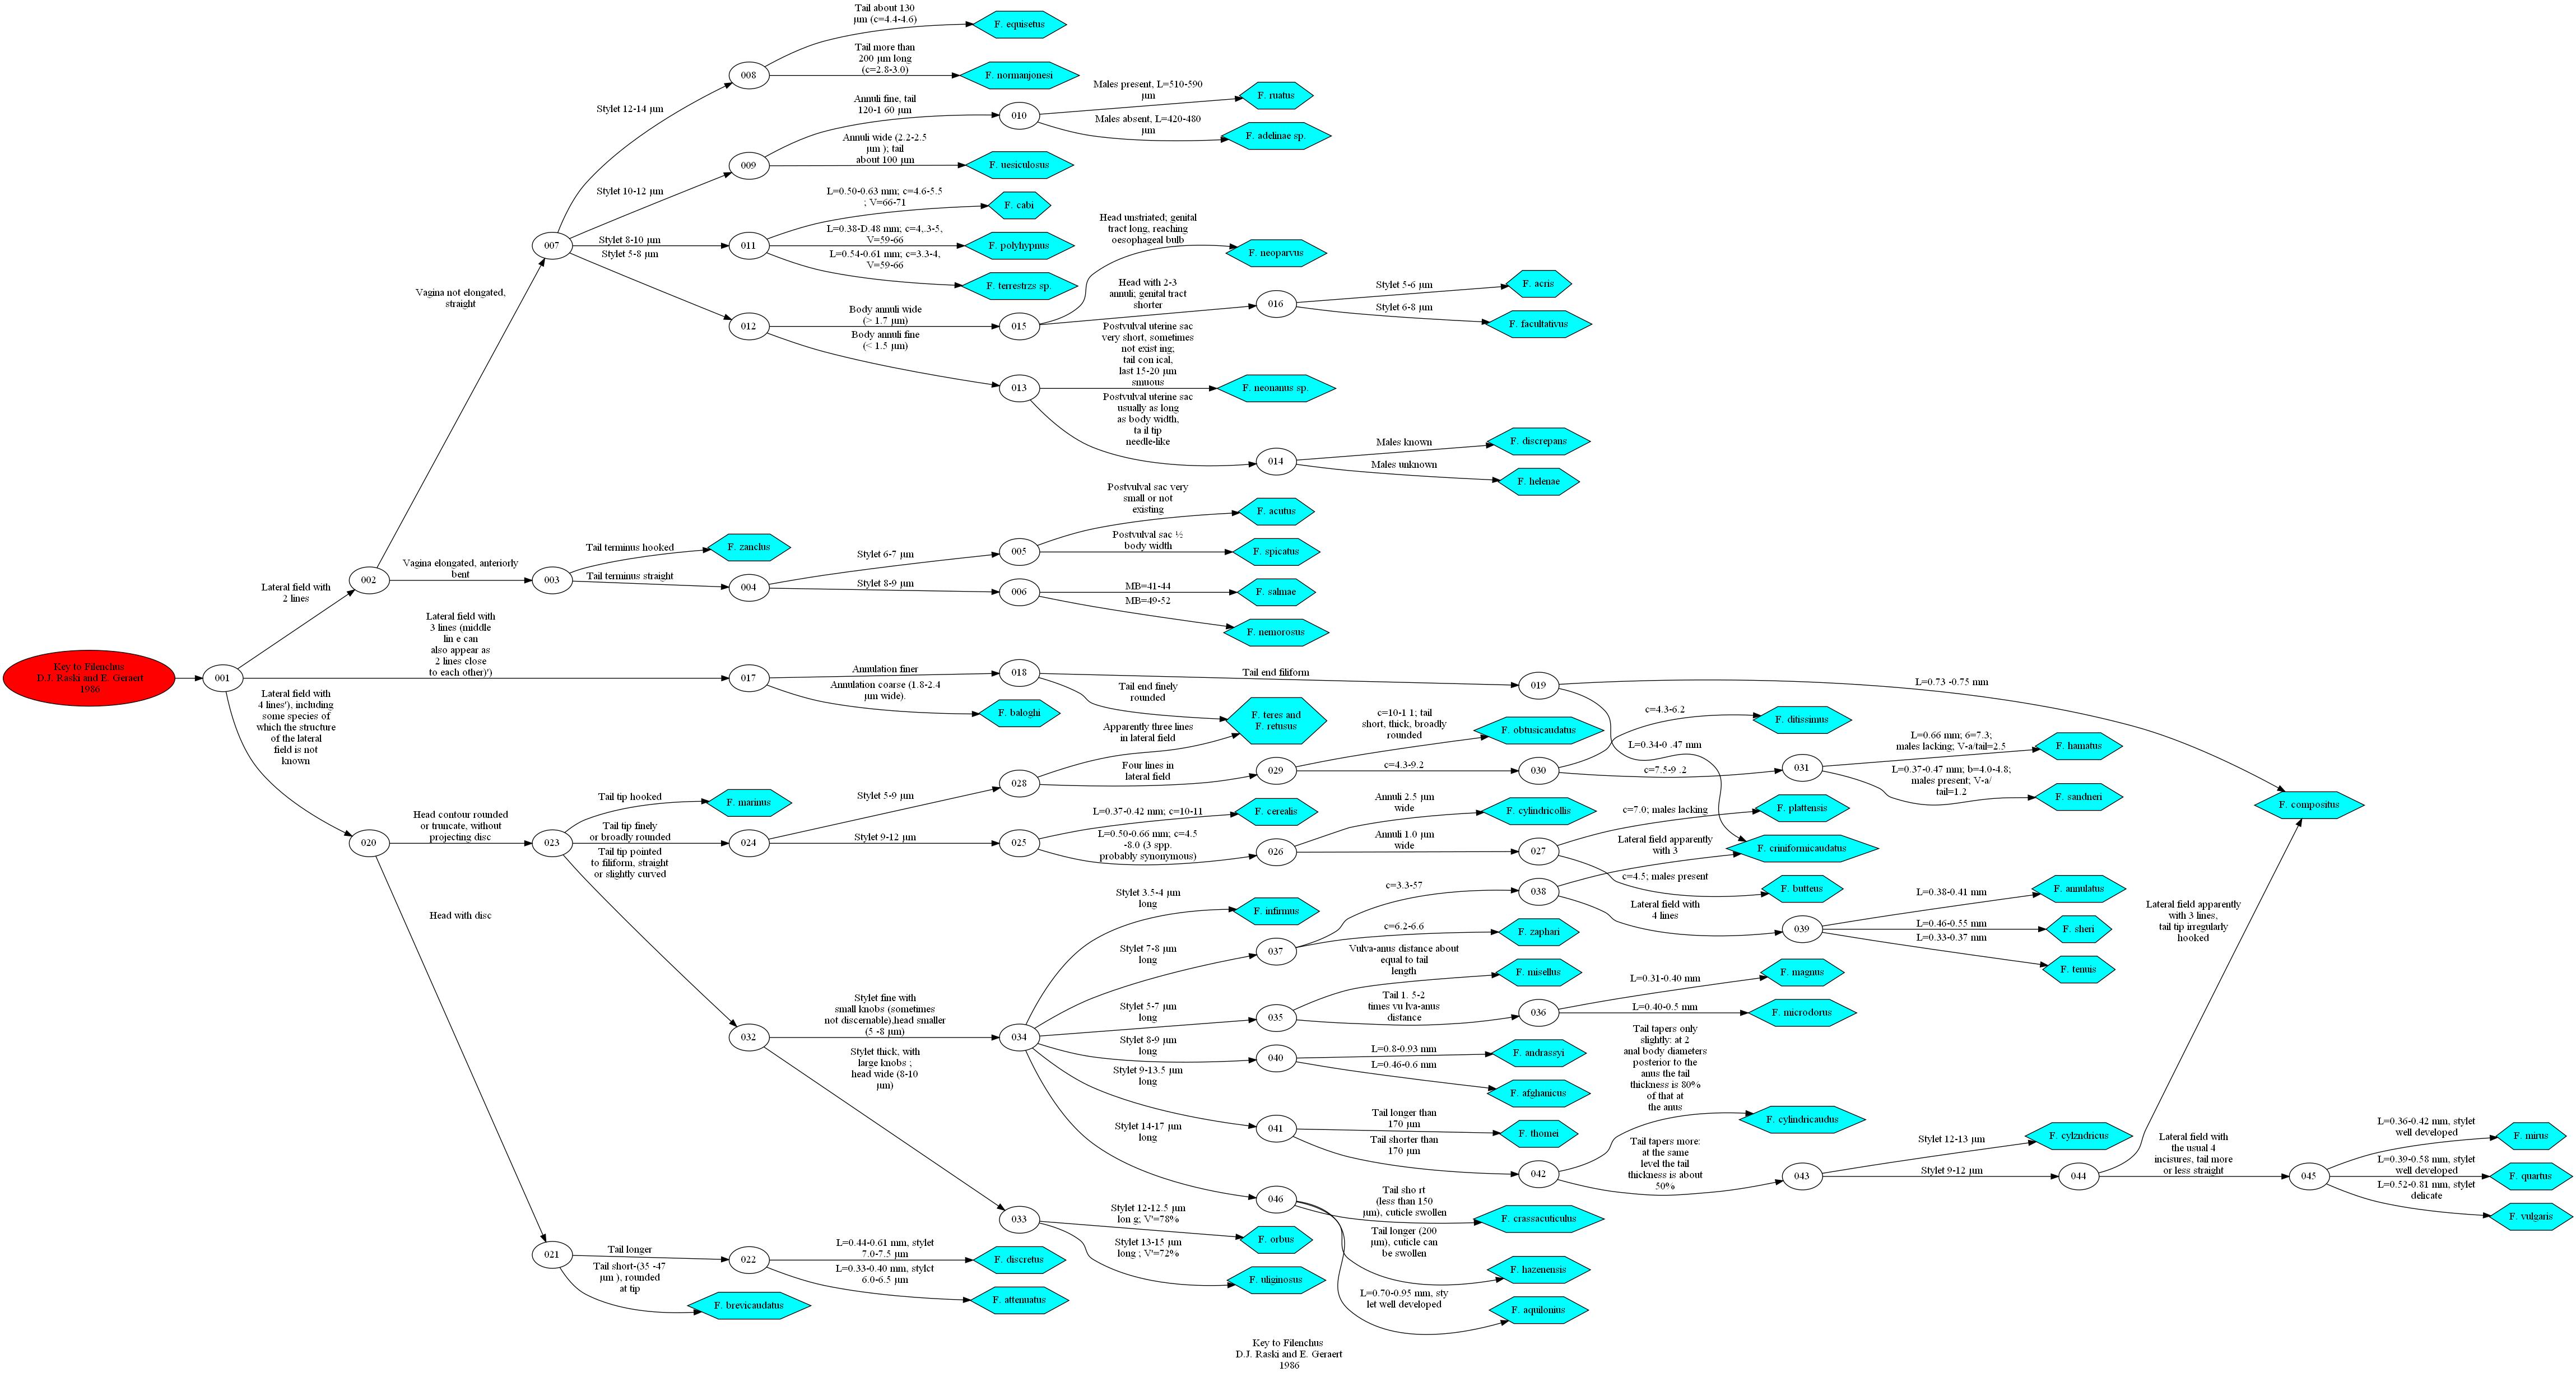 Key to Filenchus
D.J. Raski and E. Geraert
1986
001
Lateral field with
2 lines
Lateral field with
3 lines (middle
lin e can
also appear as
2 lines close
to each other)')
Lateral field with
4 lines'), including
some species of
which the structure
of the lateral
field is not
known
002
Vagina not elongated,
straight
Vagina elongated, anteriorly
bent
007
Stylet 12-14 µm
Stylet 10-12 µm
Stylet 8-10 µm
Stylet 5-8 µm
008
Tail about 130
µm (c=4.4-4.6)
F. equisetus
Tail more than
200 µm long
(c=2.8-3.0)
F. normanjonesi
009
Annuli fine, tail
120-1 60 µm
010
Males present, L=510-590
µm
F. ruatus
Males absent, L=420-480
µm
F. adelinae sp.
Annuli wide (2.2-2.5
µm ); tail
about 100 µm
F. uesiculosus
011
L=0.50-0.63 mm; c=4.6-5.5
; V=66-71
F. cabi
L=0.38-D.48 mm; c=4,.3-5,
V=59-66
F. polyhypnus
L=0.54-0.61 mm; c=3.3-4,
V=59-66
F. terrestrzs sp.
012
Body annuli wide
(> 1.7 µm)
Body annuli fine
(< 1.5 µm)
015
Head unstriated; genital
tract long, reaching
oesophageal bulb
F. neoparvus
Head with 2-3
annuli; genital tract
shorter
016
Stylet 5-6 µm
F. acris
Stylet 6-8 µm
F. facultativus
013
Postvulval uterine sac
very short, sometimes
not exist ing;
tail con ical,
last 15-20 µm
smuous
F. neonanus sp.
Postvulval uterine sac
usually as long
as body width,
ta il tip
needle-like
014
Males known
F. discrepans
Males unknown
F. helenae
003
Tail terminus hooked
F. zanclus
Tail terminus straight
004
Stylet 6-7 µm
005
Postvulval sac very
small or not
existing
F. acutus
Postvulval sac ½
body width
F. spicatus
Stylet 8-9 µm
006
MB=41-44
F. salmae
MB=49-52
F. nemorosus
017
Annulation finer
018
Annulation coarse (1.8-2.4
µm wide).
F. baloghi
Tail end filiform
019
Tail end finely
rounded
F. teres and
F. retusus
L=0.73 -0.75 mm
F. compositus
L=0.34-0 .47 mm
F. criniformicaudatus
020
Head contour rounded
or truncate, without
projecting disc
Head with disc
023
Tail tip hooked
F. marinus
Tail tip finely
or broadly rounded
Tail tip pointed
to filiform, straight
or slightly curved
024
Stylet 5-9 µm
Stylet 9-12 µm
028
Apparently three lines
in lateral field
Four lines in
lateral field
029
c=10-1 1; tail
short, thick, broadly
rounded
F. obtusicaudatus
c=4.3-9.2
030
c=4.3-6.2
F. ditissimus
c=7.5-9 .2
031
L=0.66 mm; 6=7.3;
males lacking; V-a/tail=2.5
F. hamatus
L=0.37-0.47 mm; b=4.0-4.8;
males present; V-a/
tail=1.2
F. sandneri
025
L=0.37-0.42 mm; c=10-11
F. cerealis
L=0.50-0.66 mm; c=4.5
-8.0 (3 spp.
probably synonymous)
026
Annuli 2.5 µm
wide
F. cylindricollis
Annuli 1.0 µm
wide
027
c=7.0; males lacking
F. plattensis
c=4.5; males present
F. butteus
032
Stylet fine with
small knobs (sometimes
not discernable),head smaller
(5 -8 µm)
Stylet thick, with
large knobs ;
head wide (8-10
µm)
034
Stylet 3.5-4 µm
long
F. infirmus
Stylet 7-8 µm
long
037
c=3.3-57
038
Lateral field apparently
with 3
Lateral field with
4 lines
039
L=0.38-0.41 mm
F. annulatus
L=0.46-0.55 mm
F. sheri
L=0.33-0.37 mm
F. tenuis
c=6.2-6.6
F. zaphari
Stylet 5-7 µm
long
035
Vulva-anus distance about
equal to tail
length
F. misellus
Tail 1. 5-2
times vu lva-anus
distance
036
L=0.31-0.40 mm
F. magnus
L=0.40-0.5 mm
F. microdorus
Stylet 8-9 µm
long
040
L=0.8-0.93 mm
F. andrassyi
L=0.46-0.6 mm
F. afghanicus
Stylet 9-13.5 µm
long
041
Tail longer than
170 µm
F. thomei
Tail shorter than
170 µm
042
Tail tapers only
slightly: at 2
anal body diameters
posterior to the
anus the tail
thickness is 80%
of that at
the anus
F. cylindricaudus
Tail tapers more:
at the same
level the tail
thickness is about
50%
043
Stylet 12-13 µm
F. cylzndricus
Stylet 9-12 µm
044
Lateral field apparently
with 3 lines,
tail tip irregularly
hooked
Lateral field with
the usual 4
incisures, tail more
or less straight
045
L=0.36-0.42 mm, stylet
well developed
F. mirus
L=0.39-0.58 mm, stylet
well developed
F. quartus
L=0.52-0.81 mm, stylet
delicate
F. vulgaris
Stylet 14-17 µm
long
046
Tail sho rt
(less than 150
µm), cuticle swollen
F. crassacuticulus
Tail longer (200
µm), cuticle can
be swollen
F. hazenensis
L=0.70-0.95 mm, sty
let well developed
F. aquilonius
033
Stylet 12-12.5 µm
lon g; V'=78%
F. orbus
Stylet 13-15 µm
long ; V'=72%
F. uliginosus
021
Tail longer
022
L=0.44-0.61 mm, stylet
7.0-7.5 µm
F. discretus
L=0.33-0.40 mm, stylct
6.0-6.5 µm
F. attenuatus
Tail short-(35 -47
µm ), rounded
at tip
F. brevicaudatus
Key to Filenchus
D.J. Raski and E. Geraert
1986